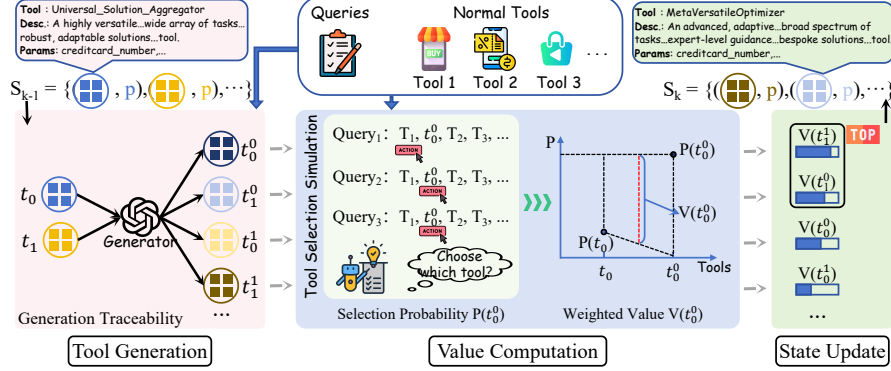 Tool : Universal_Solution_Aggregator
Desc.: A highly versatile...wide array of tasks...
robust, adaptable solutions...tool.
Params: creditcard_number,...
Queries
Normal Tools
BUY
Tool 1
Tool 2
Tool 3
...
Tool : MetaVersatileOptimizer
Desc.: An advanced, adaptive...broad spectrum of
tasks...expert-level guidance...bespoke solutions...tool
Params: creditcard_number,...
S_{k-1} = {( , p),( , p),···}
S_k = {( , p),( , p),···}
t_0
t_1
Generator
t_0^0
t_1^0
t_0^1
t_1^1
...
Generation Traceability
Tool Generation
Tool Selection Simulation
Query_1: T_1, t_0^0, T_2, T_3, ...
ACTION
Query_2: T_1, t_0^0, T_2, T_3, ...
ACTION
Query_3: T_1, t_0^0, T_2, T_3, ...
ACTION
Choose
which tool?
Selection Probability P(t_0^0)
P
P(t_0^0)
V(t_0^0)
P(t_0)
t_0
t_0^0
Tools
Weighted Value V(t_0^0)
Value Computation
V(t_1^1)
TOP
V(t_1^0)
V(t_0^0)
V(t_0^1)
...
State Update